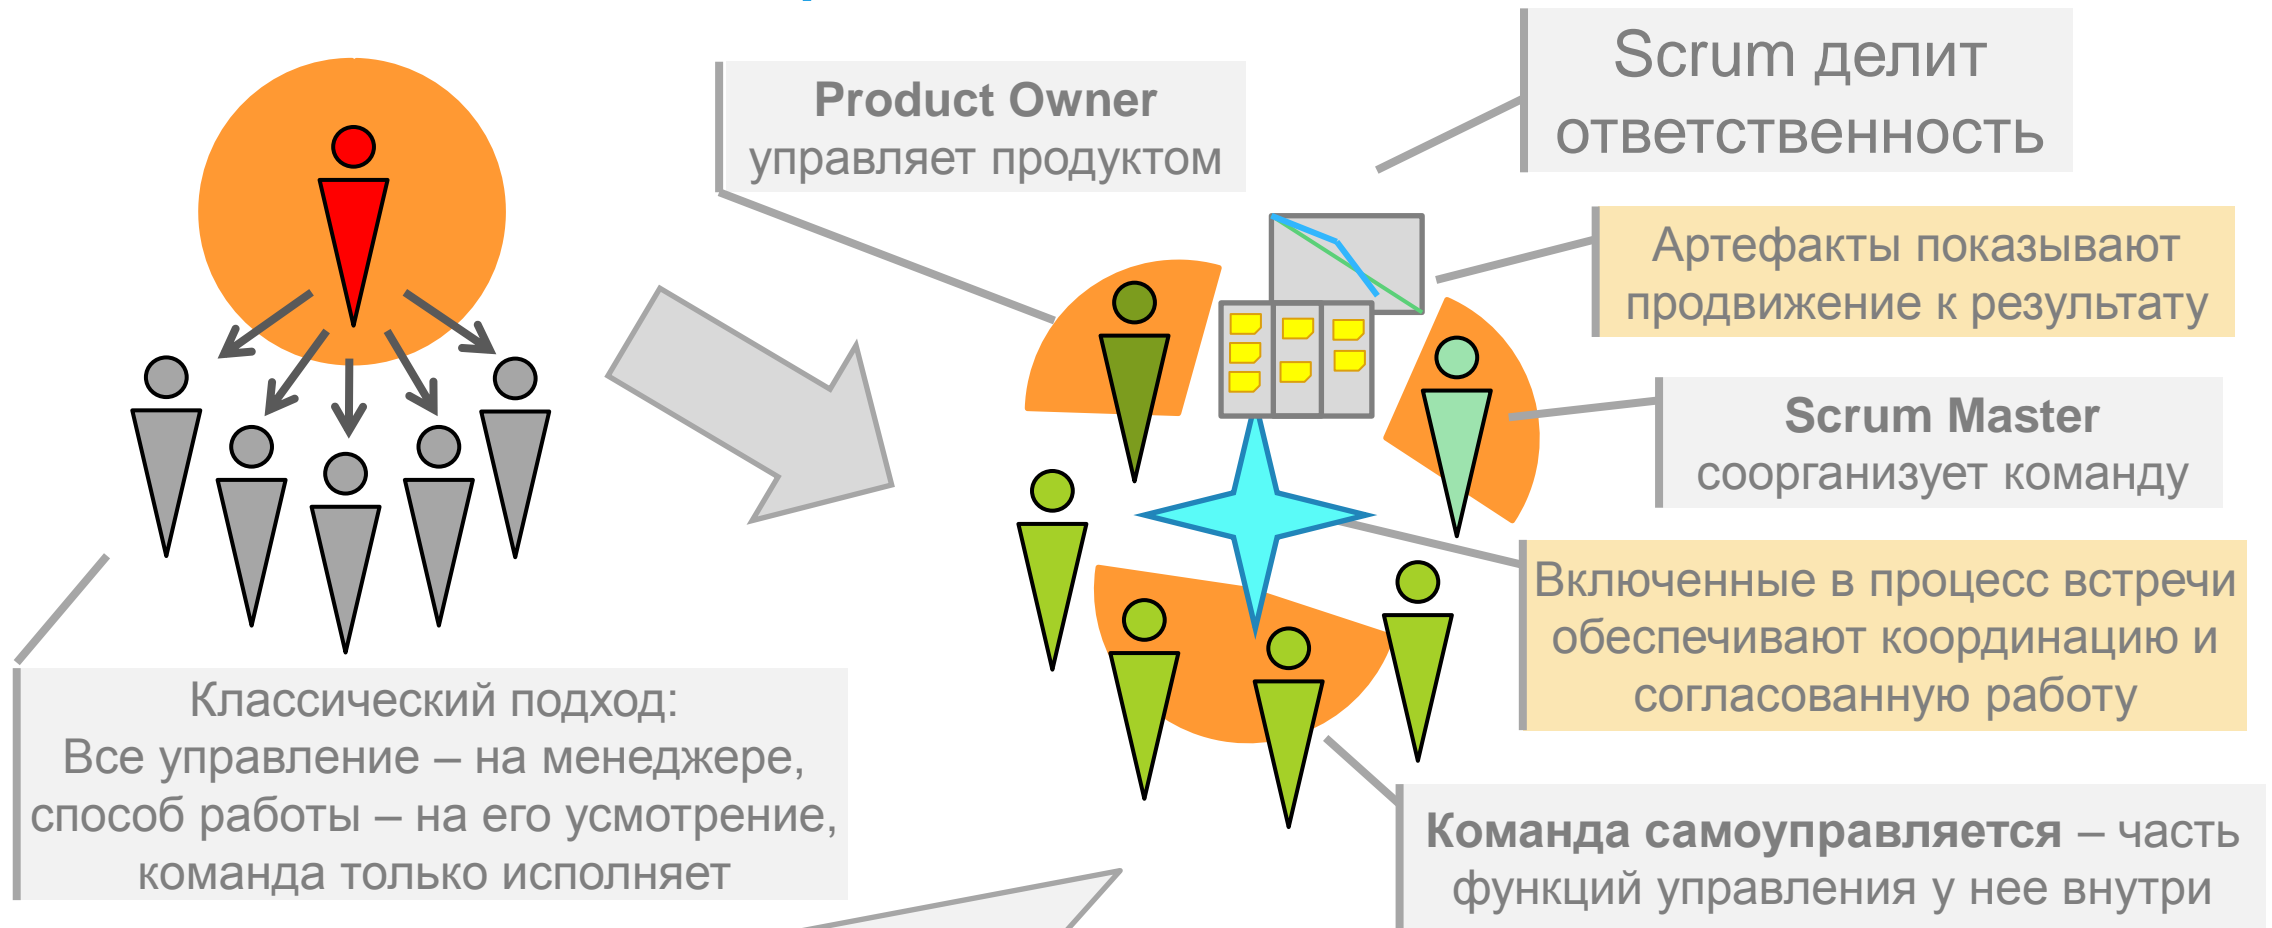 Scrum делит
ответственность
Product Owner
управляет продуктом
Артефакты показывают
продвижение к результату
Scrum Master
соорганизует команду
Включенные в процесс встречи
обеспечивают координацию и
согласованную работу
Классический подход:
Все управление – на менеджере,
способ работы – на его усмотрение,
команда только исполняет
Команда самоуправляется – часть
функций управления у нее внутри